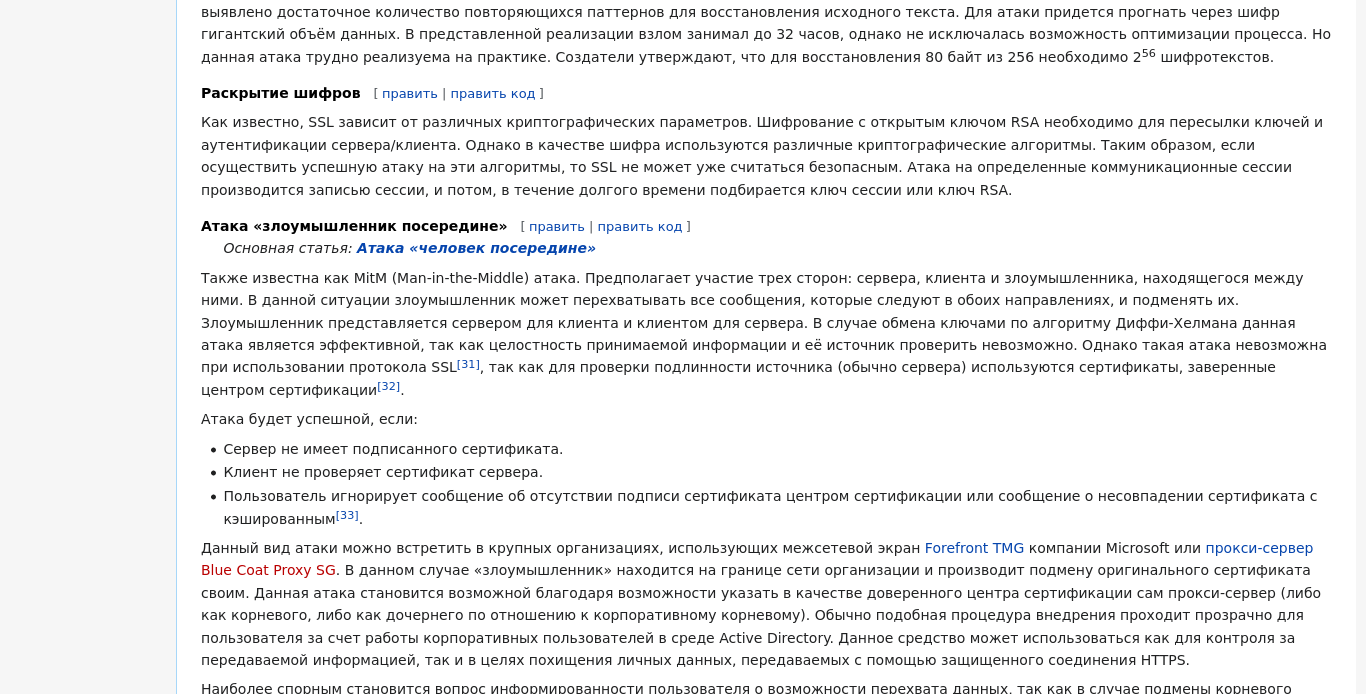 выявлено достаточное количество повторяющихся паттернов для восстановления исходного текста. Для атаки придется прогнать через шифр
гигантский объём данных. В представленной реализации взлом занимал до 32 часов, однако не исключалась возможность оптимизации процесса. Но
данная атака трудно реализуема на практике. Создатели утверждают, что для восстановления 80 байт из 256 необходимо 2⁵⁶ шифротекстов.
Раскрытие шифров [ править | править код ]
Как известно, SSL зависит от различных криптографических параметров. Шифрование с открытым ключом RSA необходимо для пересылки ключей и
аутентификации сервера/клиента. Однако в качестве шифра используются различные криптографические алгоритмы. Таким образом, если
осуществить успешную атаку на эти алгоритмы, то SSL не может уже считаться безопасным. Атака на определенные коммуникационные сессии
производится записью сессии, и потом, в течение долгого времени подбирается ключ сессии или ключ RSA.
Атака «злоумышленник посередине» [ править | править код ]
Основная статья: Атака «человек посередине»
Также известна как MitM (Man-in-the-Middle) атака. Предполагает участие трех сторон: сервера, клиента и злоумышленника, находящегося между
ними. В данной ситуации злоумышленник может перехватывать все сообщения, которые следуют в обоих направлениях, и подменять их.
Злоумышленник представляется сервером для клиента и клиентом для сервера. В случае обмена ключами по алгоритму Диффи-Хелмана данная
атака является эффективной, так как целостность принимаемой информации и её источник проверить невозможно. Однако такая атака невозможна
при использовании протокола SSL[31], так как для проверки подлинности источника (обычно сервера) используются сертификаты, заверенные
центром сертификации[32].
Атака будет успешной, если:
• Сервер не имеет подписанного сертификата.
• Клиент не проверяет сертификат сервера.
• Пользователь игнорирует сообщение об отсутствии подписи сертификата центром сертификации или сообщение о несовпадении сертификата с
кэшированным[33].
Данный вид атаки можно встретить в крупных организациях, использующих межсетевой экран Forefront TMG компании Microsoft или прокси-сервер
Blue Coat Proxy SG. В данном случае «злоумышленник» находится на границе сети организации и производит подмену оригинального сертификата
своим. Данная атака становится возможной благодаря возможности указать в качестве доверенного центра сертификации сам прокси-сервер (либо
как корневого, либо как дочернего по отношению к корпоративному корневому). Обычно подобная процедура внедрения проходит прозрачно для
пользователя за счет работы корпоративных пользователей в среде Active Directory. Данное средство может использоваться как для контроля за
передаваемой информацией, так и в целях похищения личных данных, передаваемых с помощью защищенного соединения HTTPS.
Наиболее спорным становится вопрос информированности пользователя о возможности перехвата данных, так как в случае подмены корневого